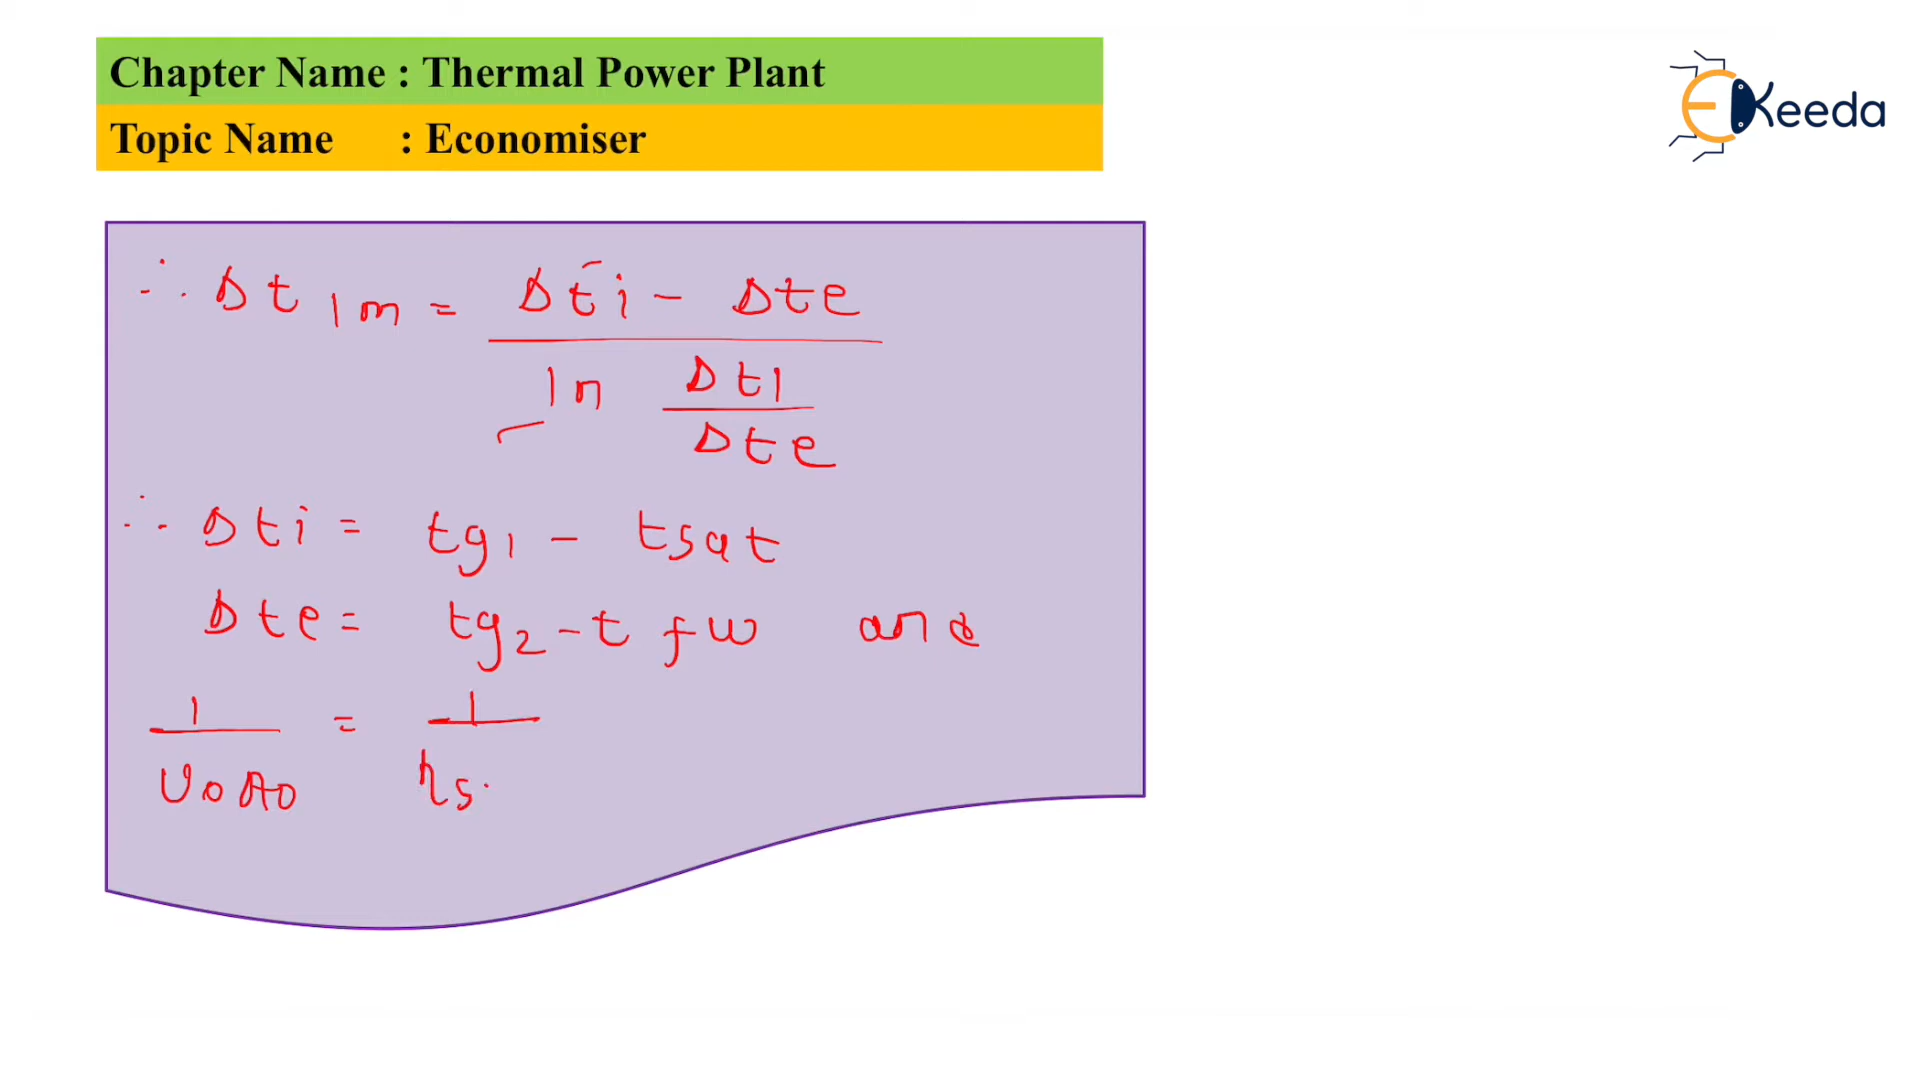 Chapter Name : Thermal Power Plant
Topic Name : Economiser
EKeeda
∴ Δt lm = Δti - Δte
ln Δt1
Δte
∴ Δti = tg1 - tsat
Δte = tg2 - t fw and
1 = 1
UoAo hs